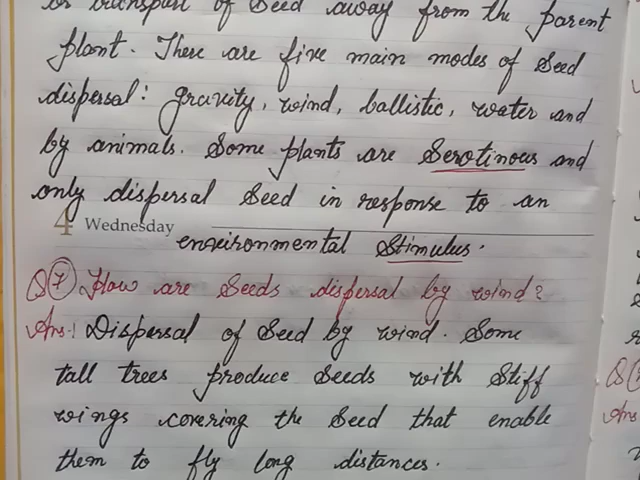 or transport of Seed away from the parent
plant. There are five main modes of Seed
dispersal: gravity, wind, ballistic, water and
by animals. Some plants are Serotinous and
only dispersal Seed in response to an
4 Wednesday
environmental Stimulus.
Q(7) How are Seeds dispersal by wind?
Ans:- Dispersal of Seed by wind. Some
tall trees produce Seeds with Stiff
wings covering the Seed that enable
them to fly long distances.
Q(
Ans